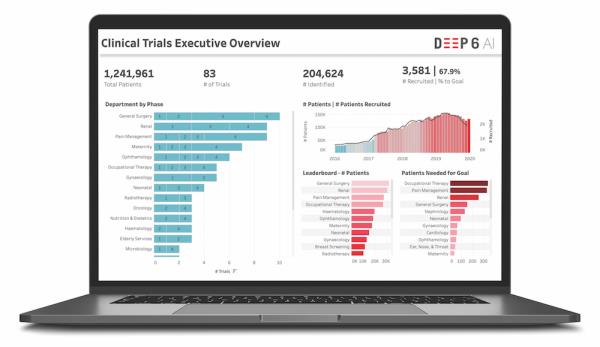 Clinical Trials Executive Overview
DEEP 6 AI
1,241,961
Total Patients
83
# of Trials
204,624
# Identified
3,581 | 67.9%
# Recruited | % to Goal
Department by Phase
General Surgery
Renal
Pain Management
Maternity
Ophthalmology
Occupational Therapy
Gynaecology
Neonatal
Radiotherapy
Oncology
Nutrition & Dietetics
Haematology
Elderly Services
Microbiology
0 2 4 6 8 10
# Trials
# Patients | # Patients Recruited
# Patients
150K
100K
50K
0K
2016 2017 2018 2019 2020
2K
1K
0K
# Recruited
Leaderboard - # Patients
General Surgery
Renal
Pain Management
Occupational Therapy
Haematology
Ophthalmology
Maternity
Neonatal
Gynaecology
Breast Screening
Radiotherapy
0K 10K 20K 30K
Patients Needed for Goal
Occupational Therapy
Pain Management
Renal
General Surgery
Nephrology
Neonatal
Gynaecology
Cardiology
Ophthalmology
Ear, Nose, & Throat
Maternity
0 100 200 300